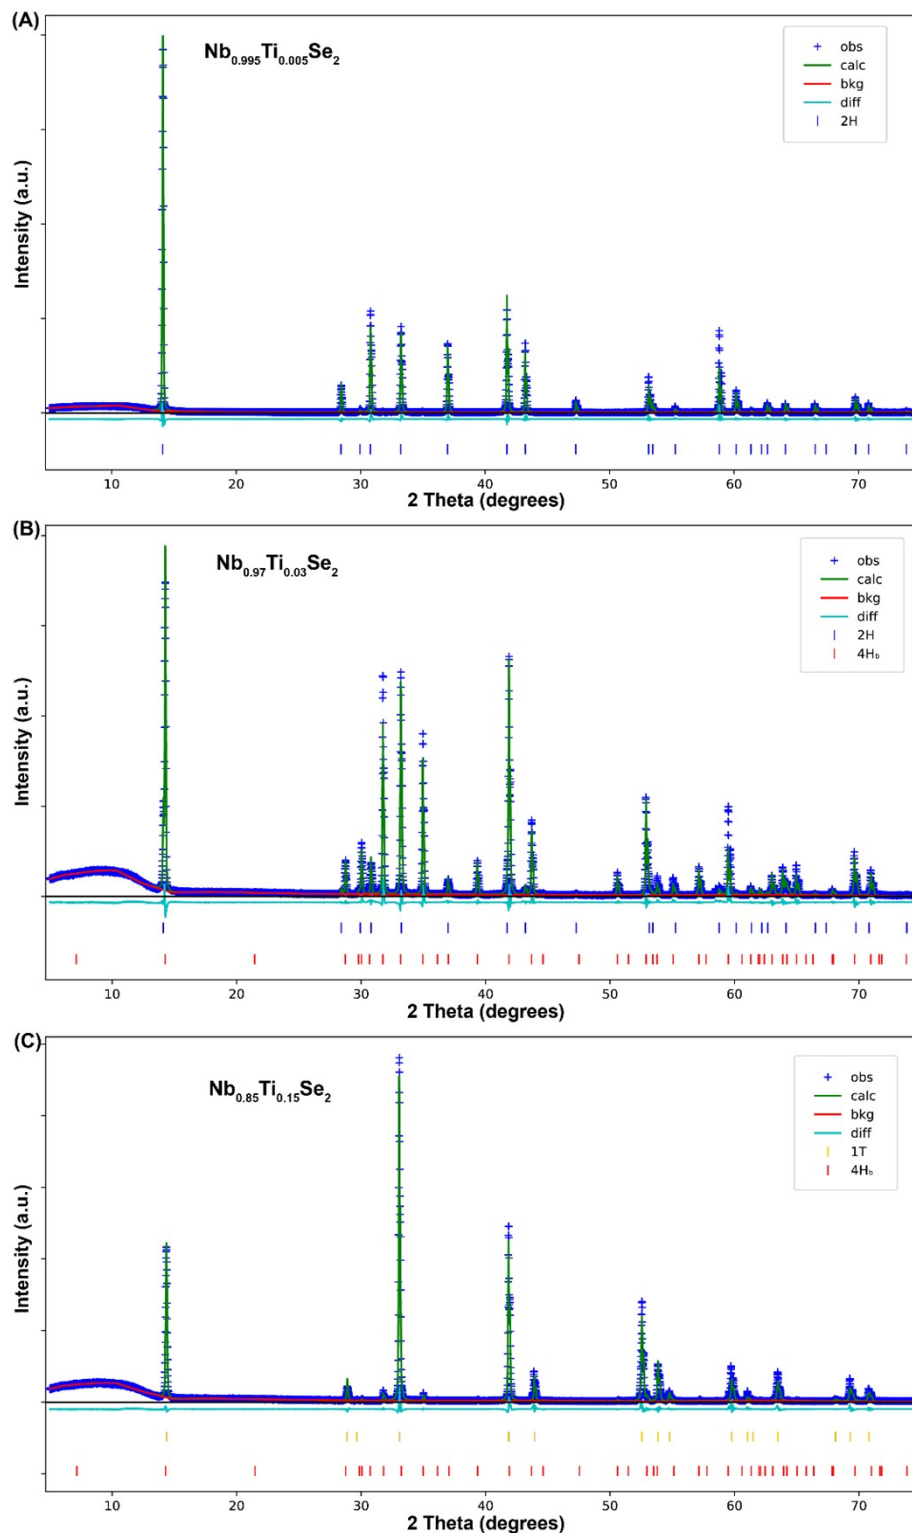 (A)
Nb0.995Ti0.005Se2
+ obs
calc
bkg
diff
| 2H
Intensity (a.u.)
10 20 30 40 50 60 70
2 Theta (degrees)
(B)
Nb0.97Ti0.03Se2
+ obs
calc
bkg
diff
| 2H
| 4Hb
Intensity (a.u.)
10 20 30 40 50 60 70
2 Theta (degrees)
(C)
Nb0.85Ti0.15Se2
+ obs
calc
bkg
diff
| 1T
| 4Hb
Intensity (a.u.)
10 20 30 40 50 60 70
2 Theta (degrees)